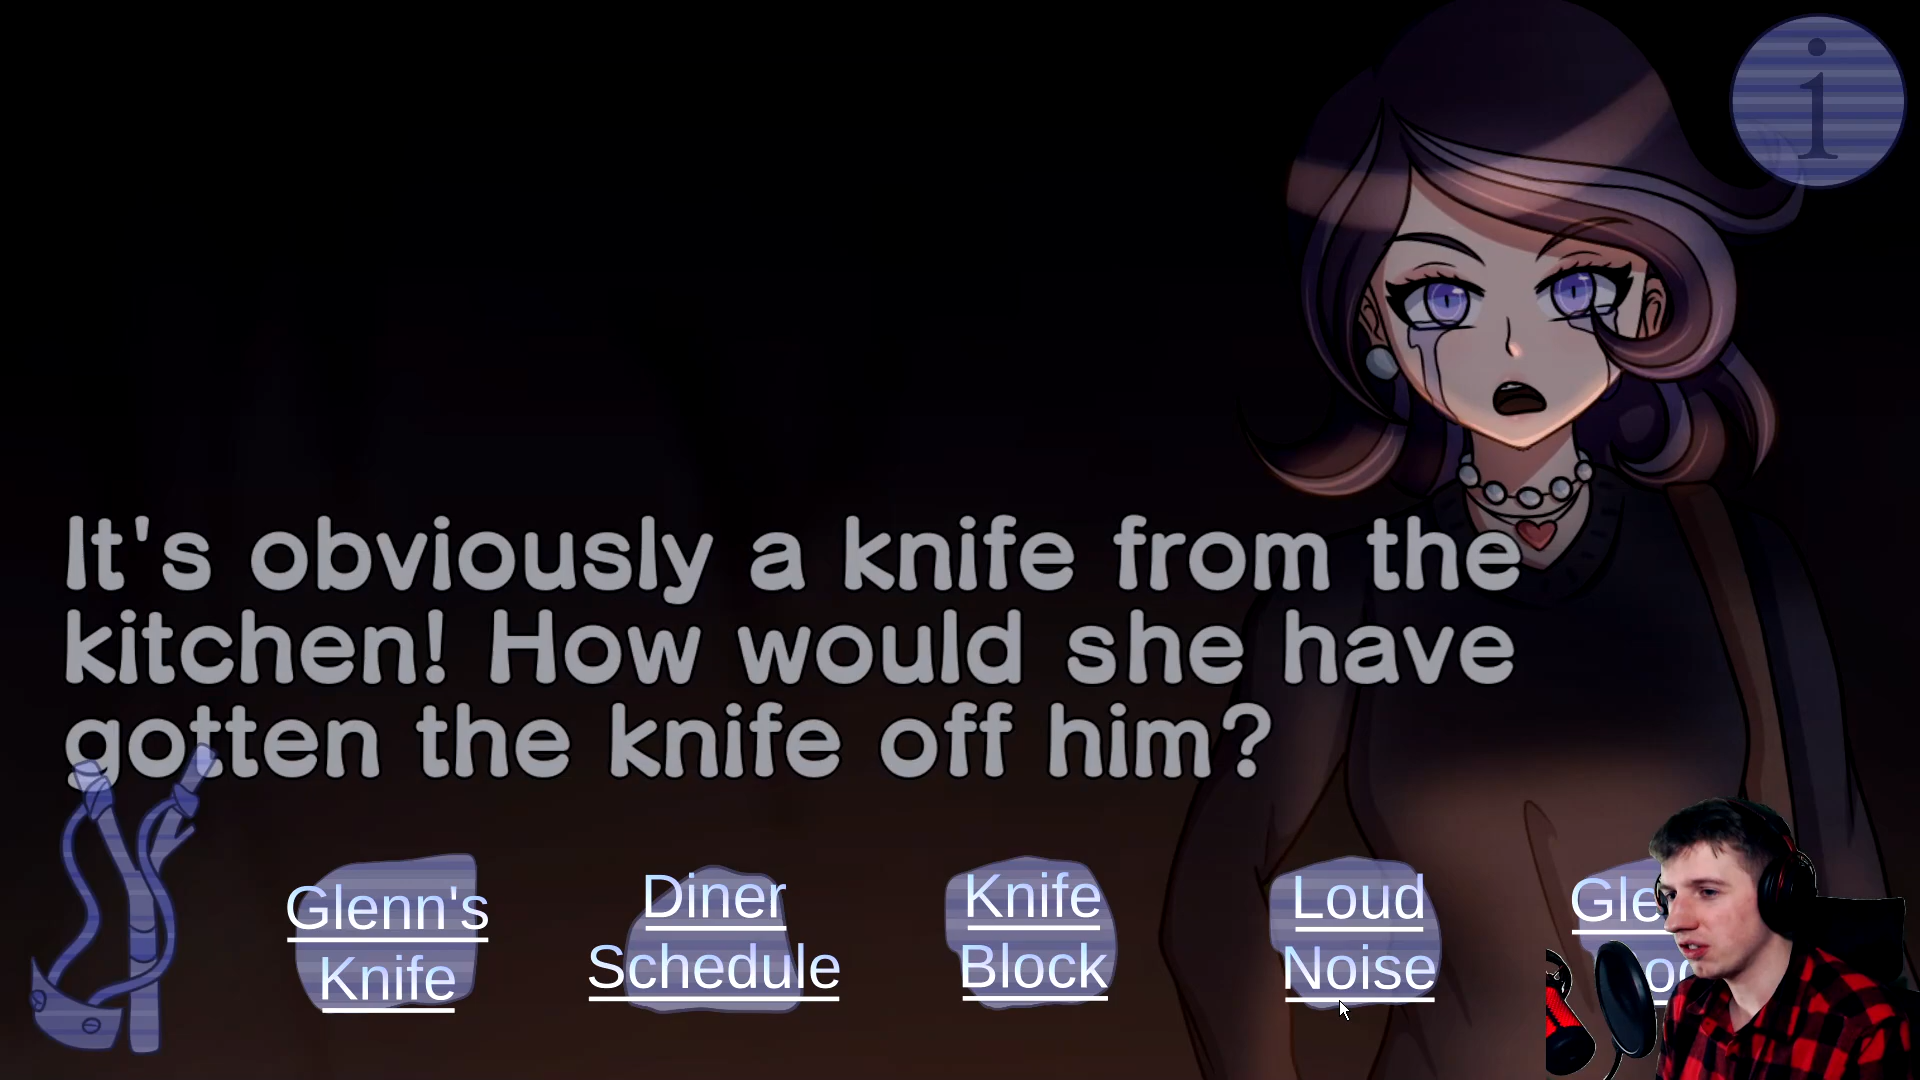 i
It's obviously a knife from the
kitchen! How would she have
gotten the knife off him?
Glenn's
Knife
Diner
Schedule
Knife
Block
Loud
Noise